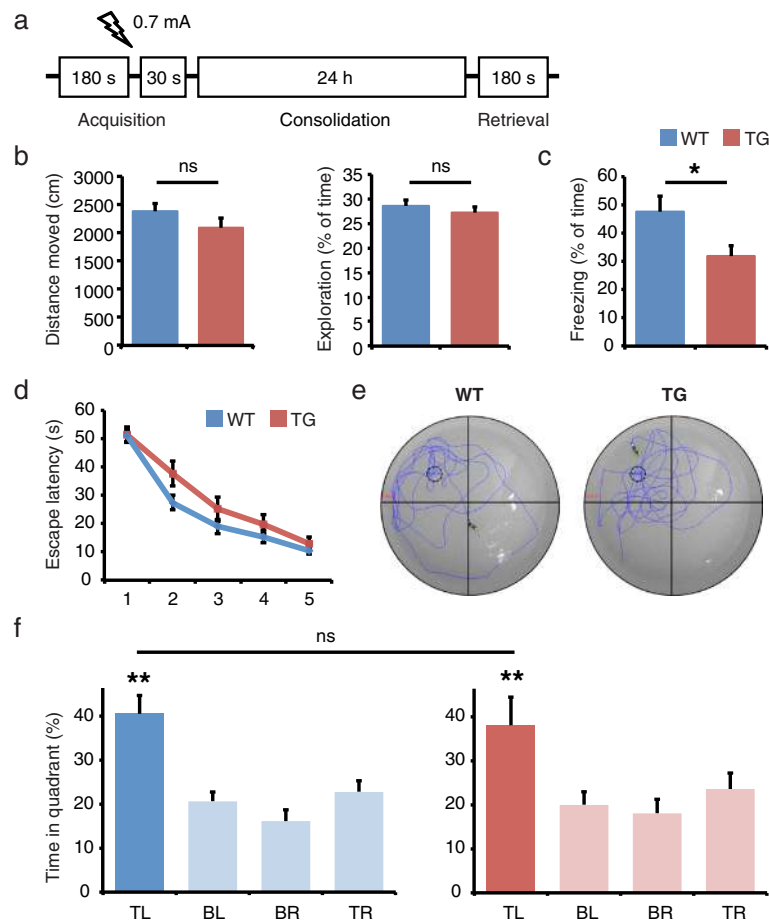 a
0.7 mA
180 s 30 s 24 h 180 s
Acquisition Consolidation Retrieval
WT TG
b
ns
Distance moved (cm)
2500
2000
1500
1000
500
0
ns
Exploration (% of time)
35
30
25
20
15
10
5
0
c
*
Freezing (% of time)
60
50
40
30
20
10
0
d
WT TG
Escape latency (s)
60
50
40
30
20
10
0
1 2 3 4 5
e
WT TG
f
ns
** **
Time in quadrant (%)
40
30
20
10
0
TL BL BR TR
40
30
20
10
0
TL BL BR TR